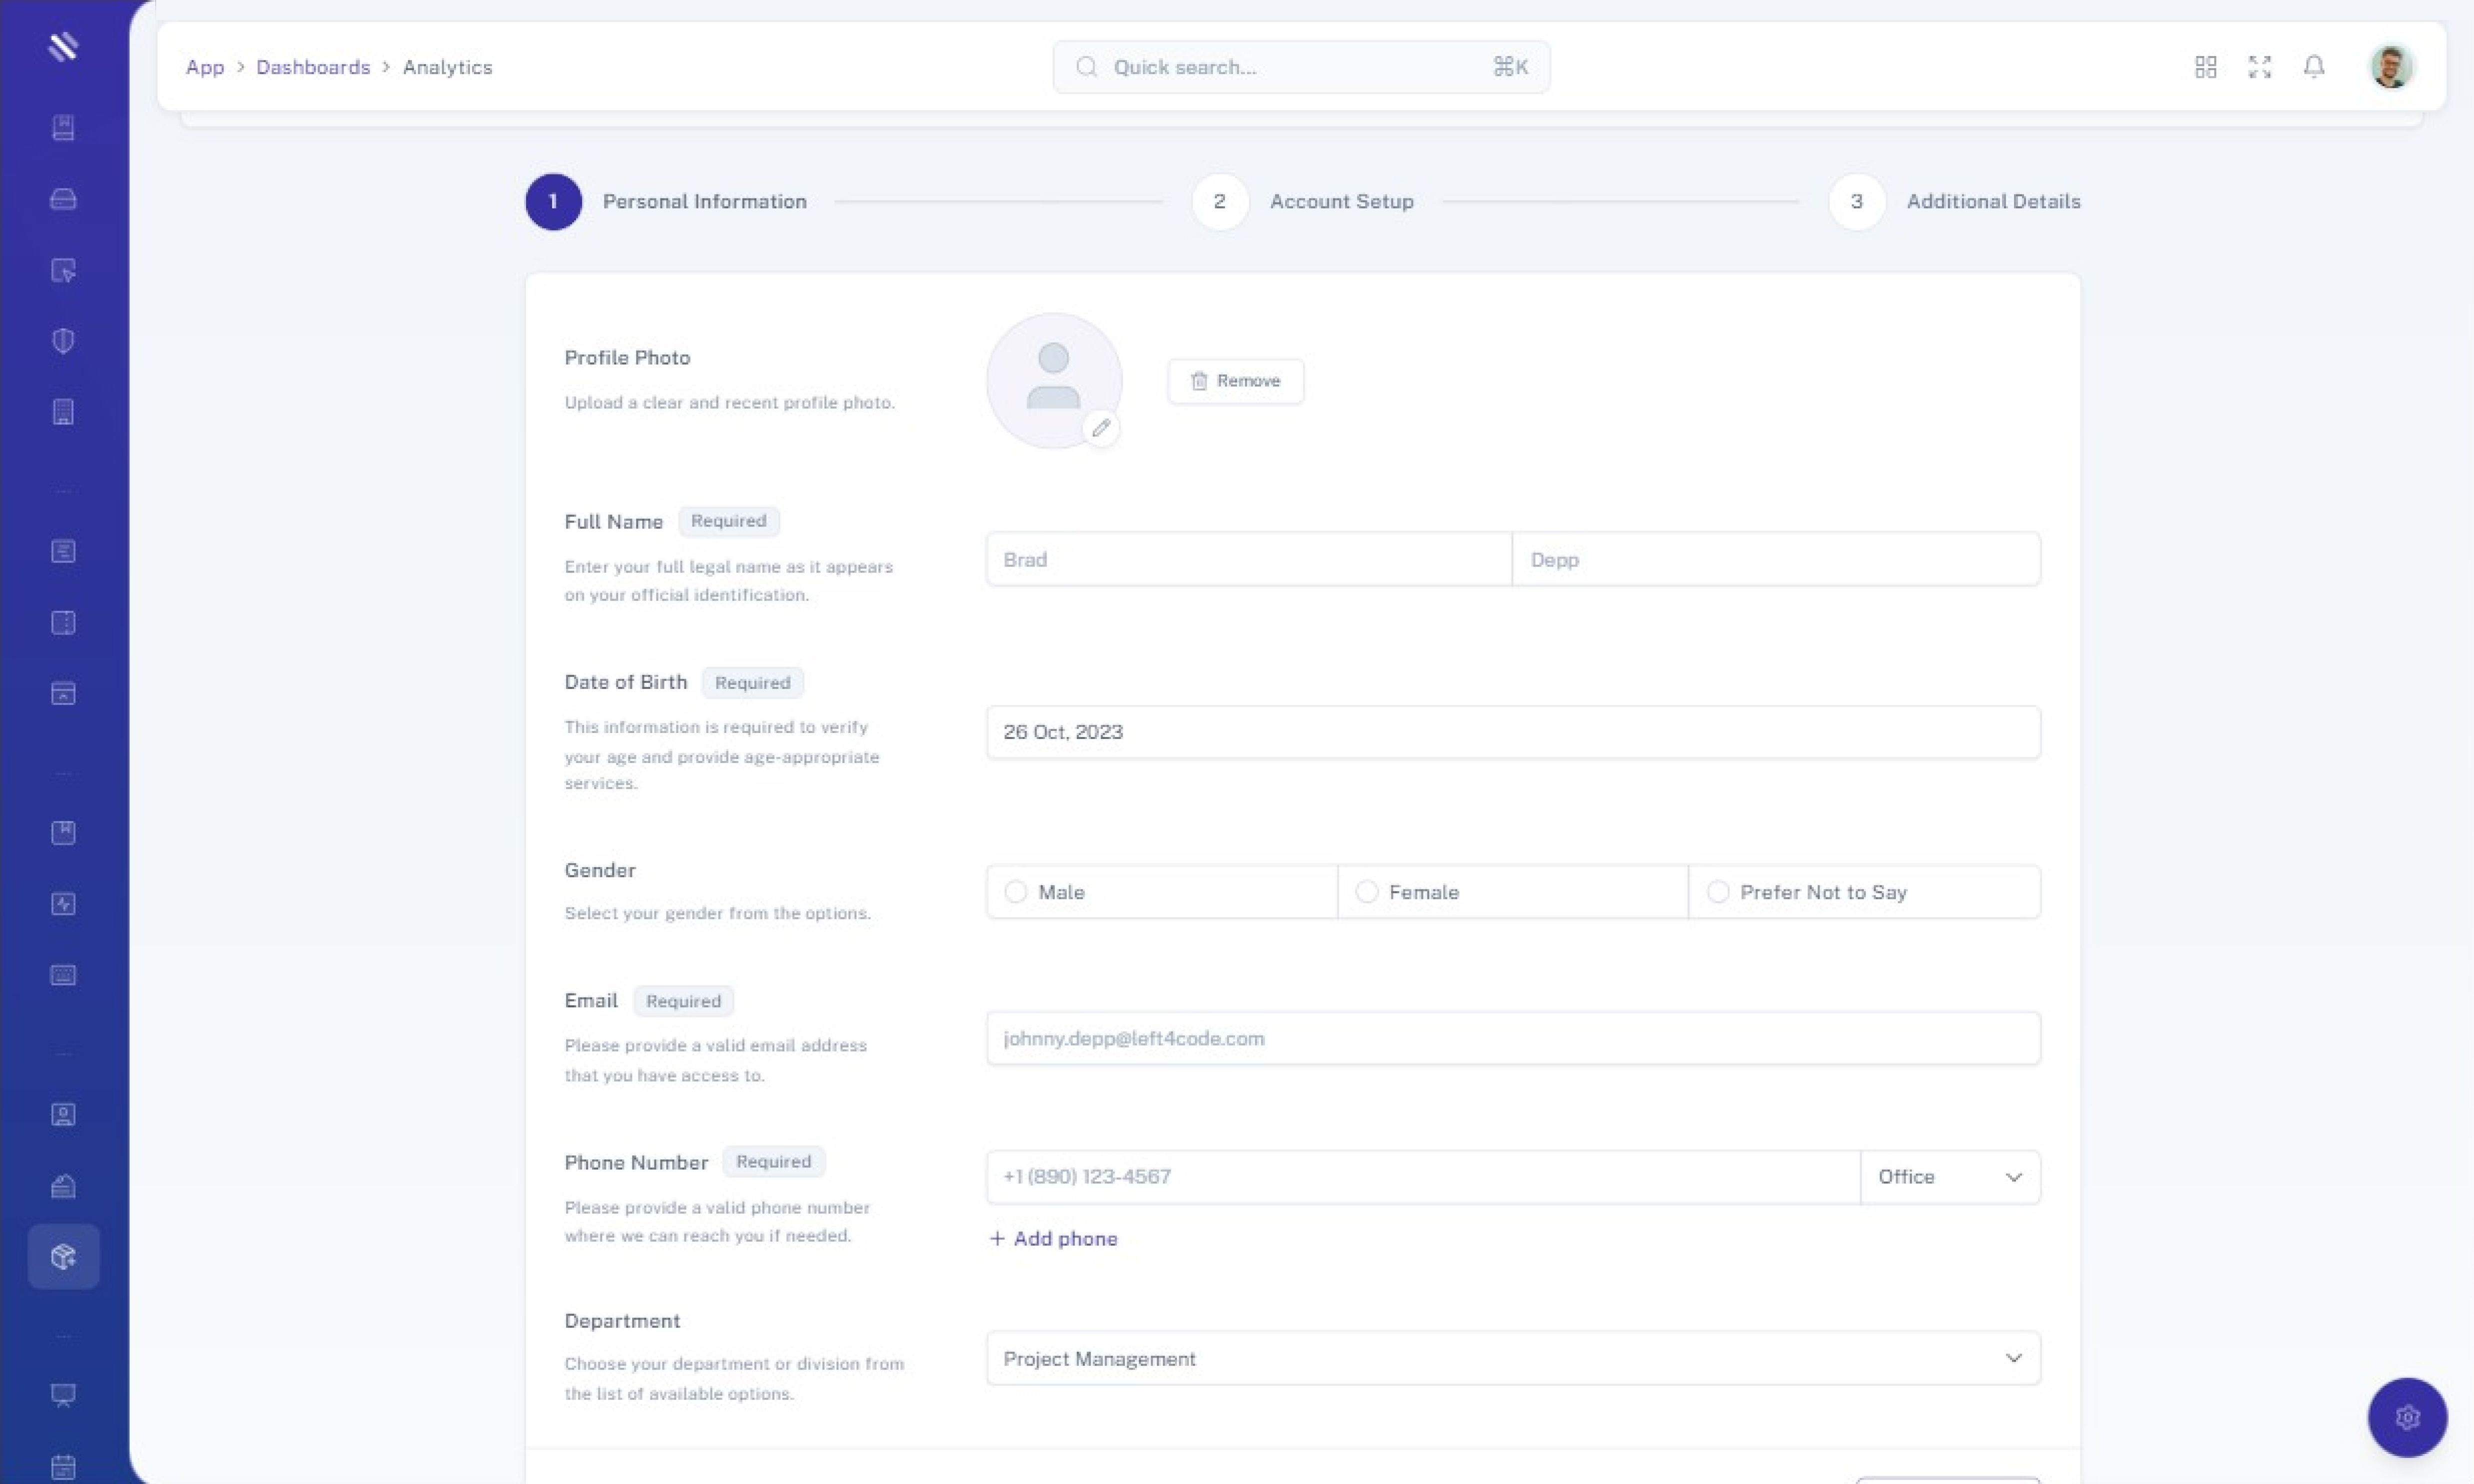 App > Dashboards > Analytics
Quick search...
⌘K
1 Personal Information
2 Account Setup
3 Additional Details
Profile Photo
Upload a clear and recent profile photo.
Remove
Full Name Required
Enter your full legal name as it appears
on your official identification.
Brad
Depp
Date of Birth Required
This information is required to verify
your age and provide age-appropriate
services.
26 Oct, 2023
Gender
Select your gender from the options.
Male
Female
Prefer Not to Say
Email Required
Please provide a valid email address
that you have access to.
johnny.depp@left4code.com
Phone Number Required
Please provide a valid phone number
where we can reach you if needed.
+1 (890) 123-4567
Office
+ Add phone
Department
Choose your department or division from
the list of available options.
Project Management